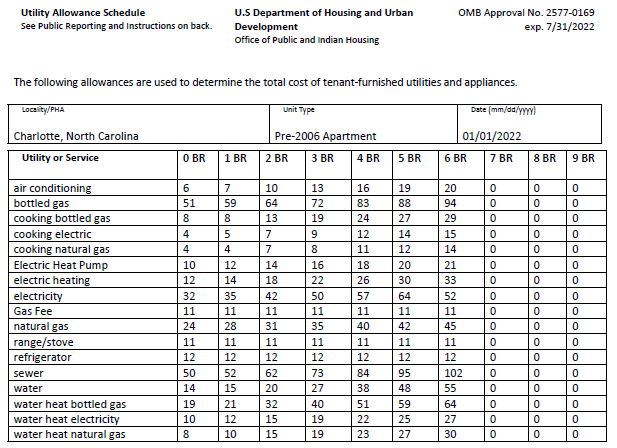 Utility Allowance Schedule
See Public Reporting and Instructions on back.
U.S Department of Housing and Urban
Development
Office of Public and Indian Housing
OMB Approval No. 2577-0169
exp. 7/31/2022
The following allowances are used to determine the total cost of tenant-furnished utilities and appliances.
Locality/PHA Unit Type Date (mm/dd/yyyy)
Charlotte, North Carolina Pre-2006 Apartment 01/01/2022
Utility or Service 0 BR 1 BR 2 BR 3 BR 4 BR 5 BR 6 BR 7 BR 8 BR 9 BR
air conditioning 6 7 10 13 16 19 20 0 0 0
bottled gas 51 59 64 72 83 88 94 0 0 0
cooking bottled gas 8 8 13 19 24 27 29 0 0 0
cooking electric 4 5 7 9 12 14 15 0 0 0
cooking natural gas 4 4 7 8 11 12 14 0 0 0
Electric Heat Pump 10 12 14 16 18 20 21 0 0 0
electric heating 12 14 18 22 26 30 33 0 0 0
electricity 32 35 42 50 57 64 52 0 0 0
Gas Fee 11 11 11 11 11 11 11 0 0 0
natural gas 24 28 31 35 40 42 45 0 0 0
range/stove 11 11 11 11 11 11 11 0 0 0
refrigerator 12 12 12 12 12 12 12 0 0 0
sewer 50 52 62 73 84 95 102 0 0 0
water 14 15 20 27 38 48 55 0 0 0
water heat bottled gas 19 21 32 40 51 59 64 0 0 0
water heat electricity 10 12 15 19 22 25 27 0 0 0
water heat natural gas 8 10 15 19 23 27 30 0 0 0